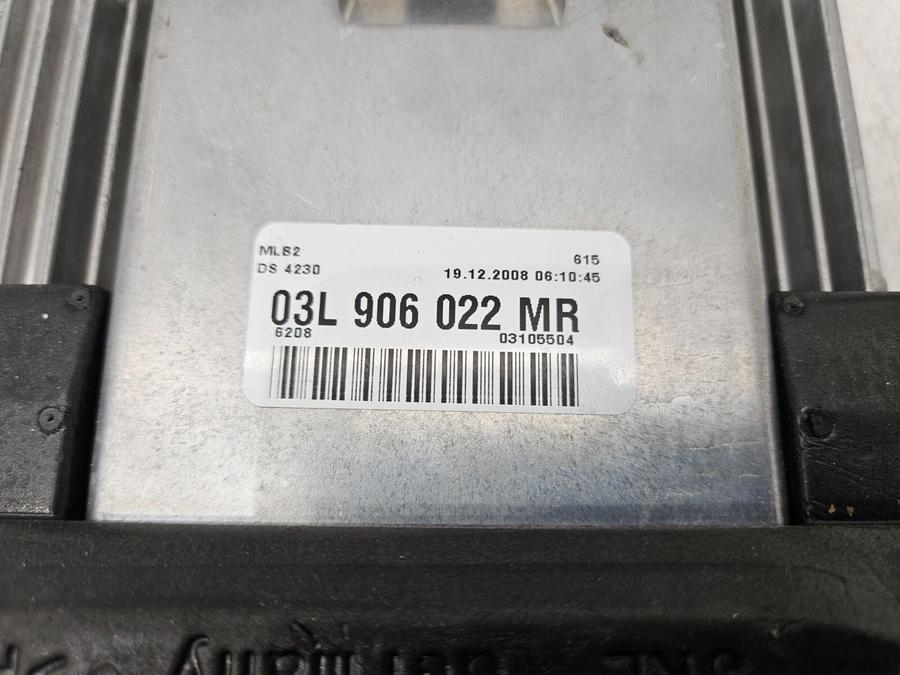 MLB2 615
DS 4230 19.12.2008 06:10:45
03L 906 022 MR
6208 03105504